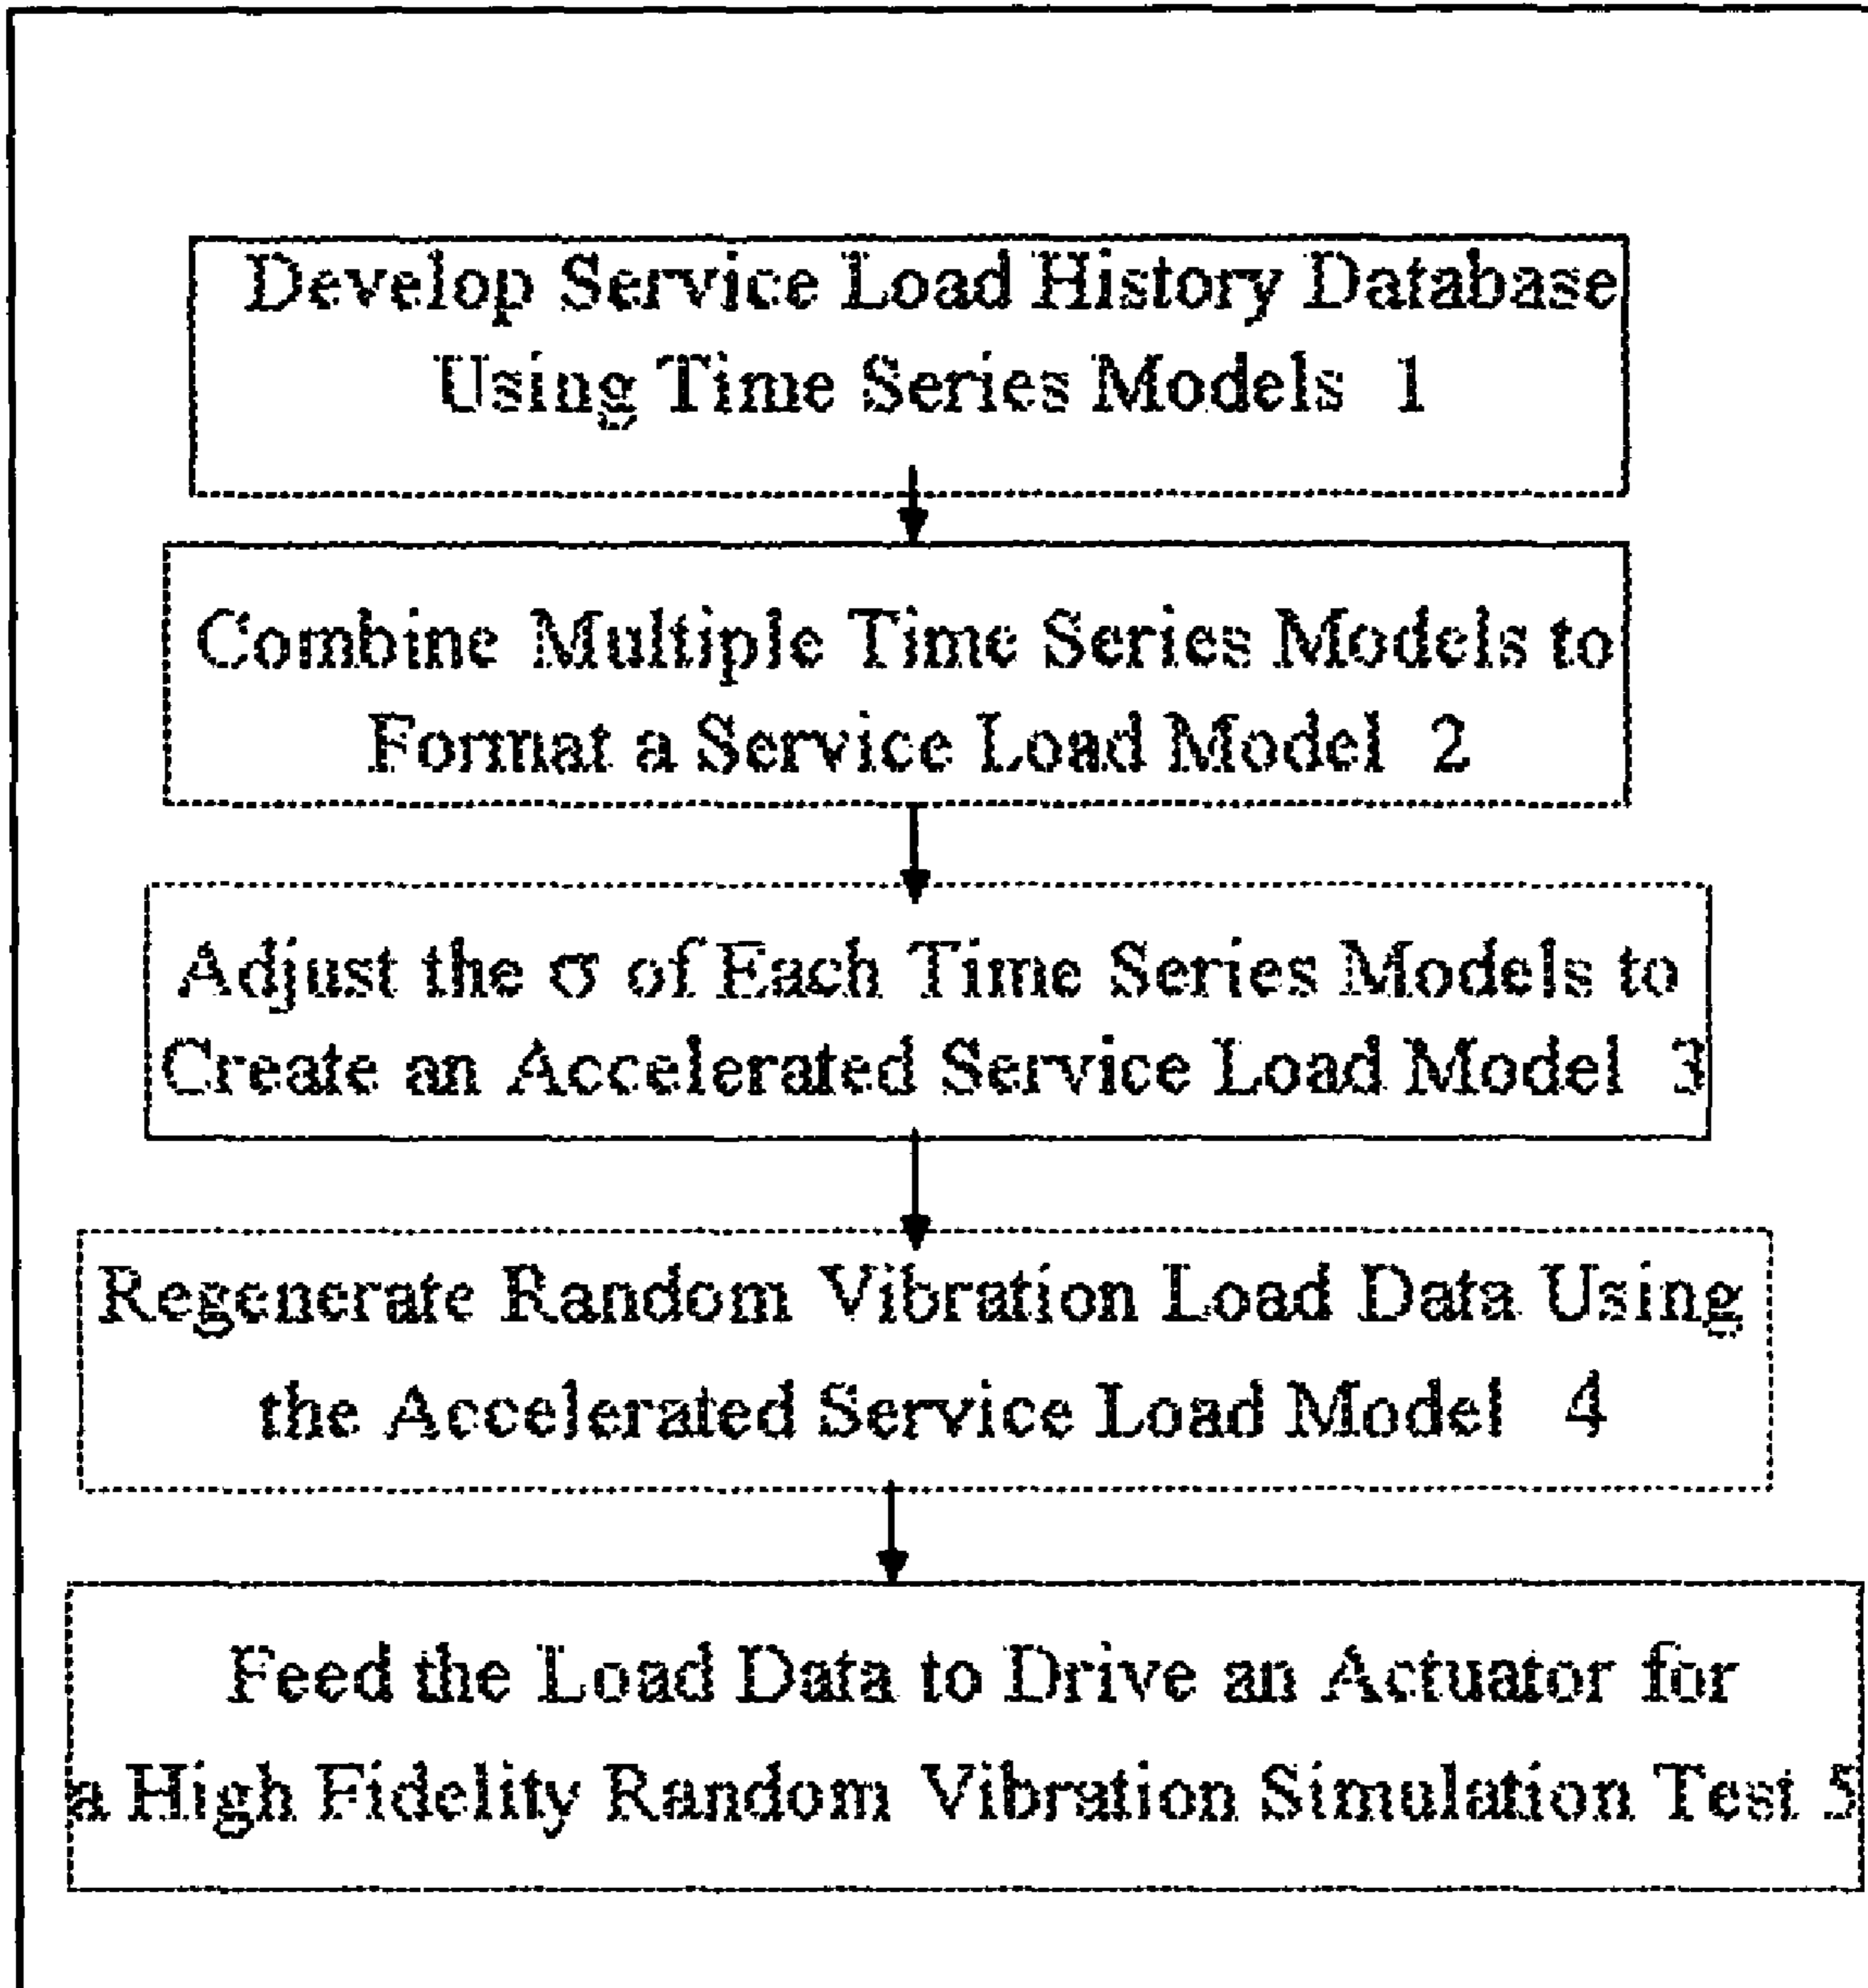 Develop Service Load History Database
Using Time Series Models 1
Combine Multiple Time Series Models to
Format a Service Load Model 2
Adjust the σ of Each Time Series Models to
Create an Accelerated Service Load Model 3
Regenerate Random Vibration Load Data Using
the Accelerated Service Load Model 4
Feed the Load Data to Drive an Actuator for
a High Fidelity Random Vibration Simulation Test 5